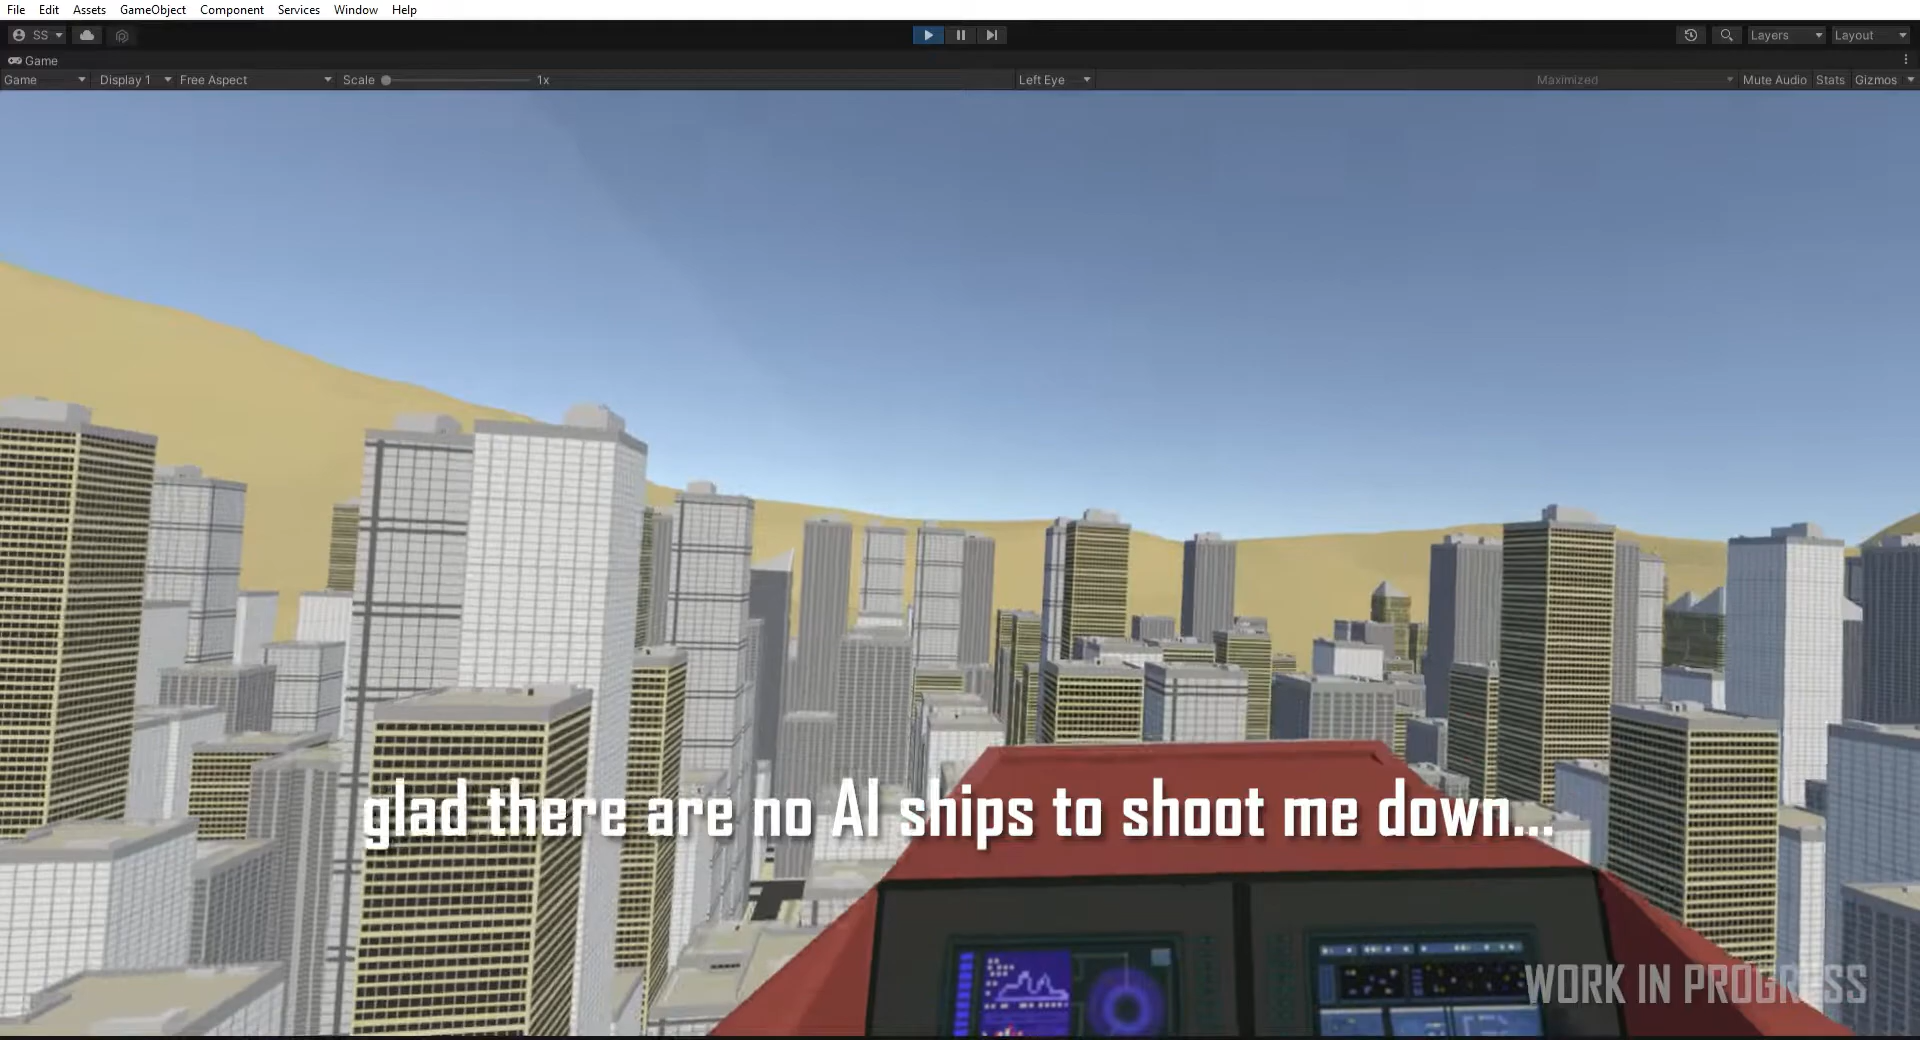 File Edit Assets GameObject Component Services Window Help
SS Layers Layout
Game
Game Display 1 Free Aspect Scale 1x Left Eye Maximized Mute Audio Stats Gizmos
glad there are no AI ships to shoot me down...
WORK IN PROGRESS